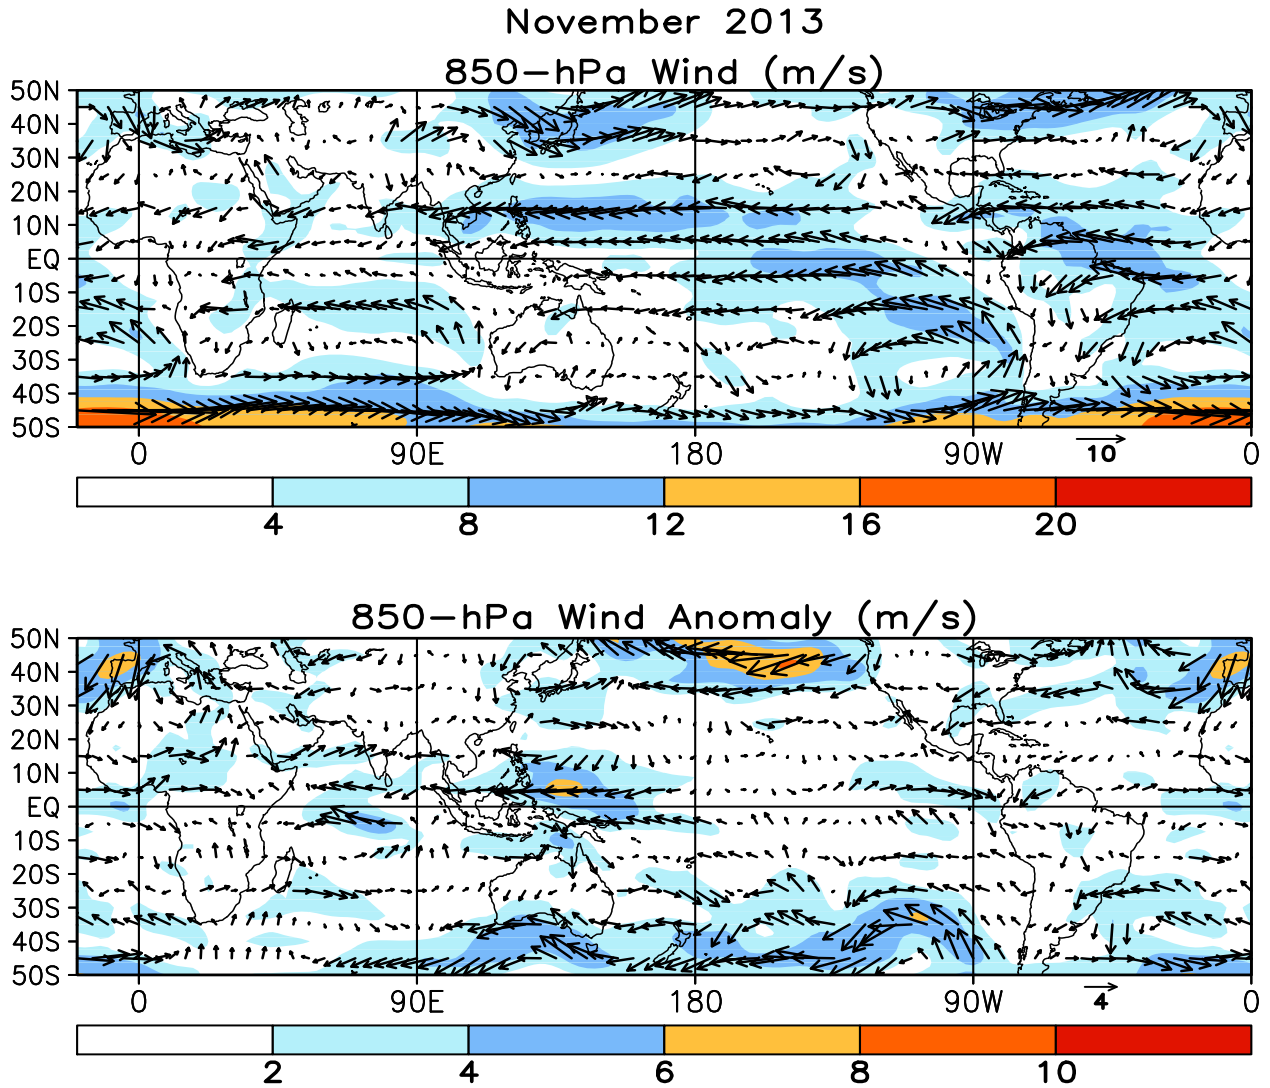 November 2013
850-hPa Wind (m/s)
50N
40N
30N
20N
10N
EQ
10S
20S
30S
40S
50S
0 90E 180 90W 0
10
4 8 12 16 20
850-hPa Wind Anomaly (m/s)
50N
40N
30N
20N
10N
EQ
10S
20S
30S
40S
50S
0 90E 180 90W 0
4
2 4 6 8 10